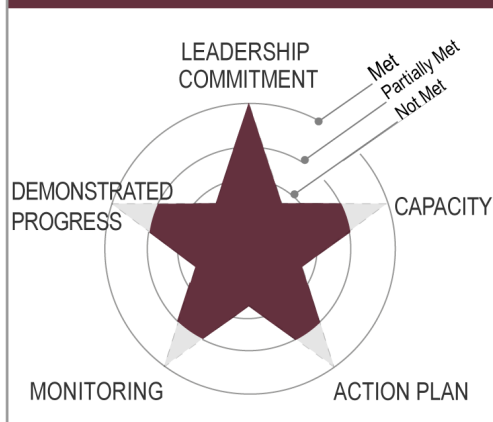 LEADERSHIP
COMMITMENT
Met
Partially Met
Not Met
DEMONSTRATED
PROGRESS
CAPACITY
MONITORING
ACTION PLAN